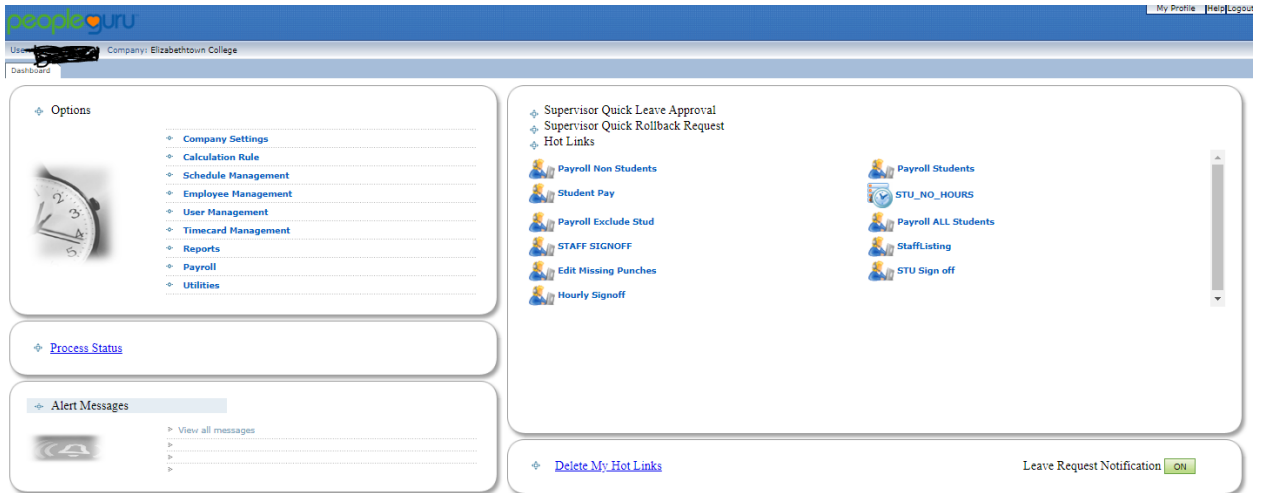 My Profile | Help | Logout
peopleguru
User Company: Elizabethtown College
Dashboard
Options
Company Settings
Calculation Rule
Schedule Management
Employee Management
User Management
Timecard Management
Reports
Payroll
Utilities
Process Status
Alert Messages
View all messages
Supervisor Quick Leave Approval
Supervisor Quick Rollback Request
Hot Links
Payroll Non Students Payroll Students
Student Pay STU_NO_HOURS
Payroll Exclude Stud Payroll ALL Students
STAFF SIGNOFF StaffListing
Edit Missing Punches STU Sign off
Hourly Signoff
Delete My Hot Links Leave Request Notification ON